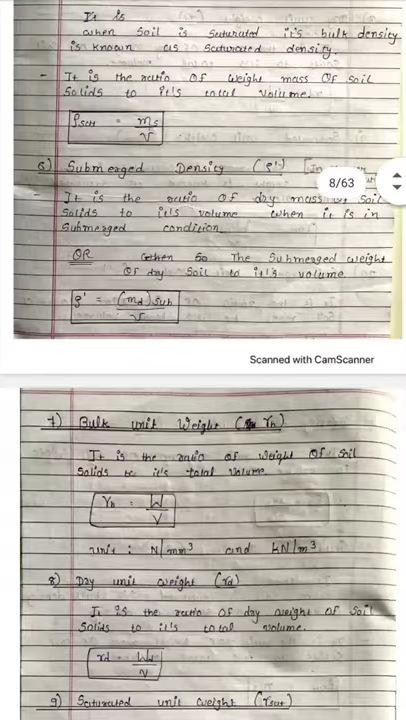 It is
when Soil is Saturated it's bulk density
is known as Saturated density.
- It is the ratio of weight mass of soil
Solids to it's total volume.
ρsat = ms
V
6) Submerged Density (ρ')
8/63
- It is the ratio of dry mass of soil
Solids to it's volume when it is in
Submerged condition.
OR When so The Submerged weight
of dry Soil to it's volume
ρ' = (md)sub
V
Scanned with CamScanner
7) Bulk unit Weight (γb)
It is the ratio of weight of Soil
Solids to it's total volume.
γb = W
V
unit : N/mm³ and kN/m³
8) Dry unit weight (γd)
It is the ratio of dry weight of Soil
Solids to it's total volume.
γd = Wd
V
9) Saturated unit weight (γsat)